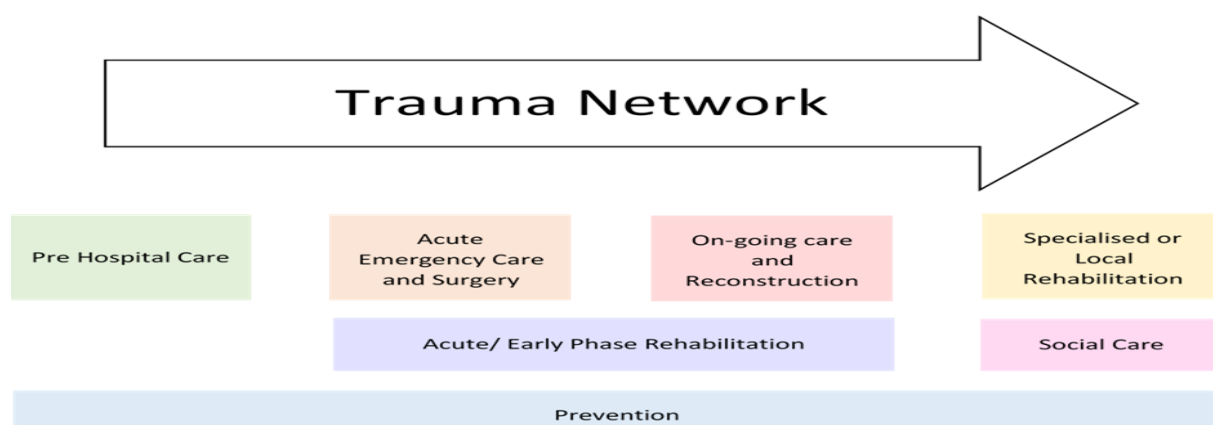 Trauma Network
Pre Hospital Care
Acute
Emergency Care
and Surgery
On-going care
and
Reconstruction
Specialised or
Local
Rehabilitation
Acute/ Early Phase Rehabilitation
Social Care
Prevention